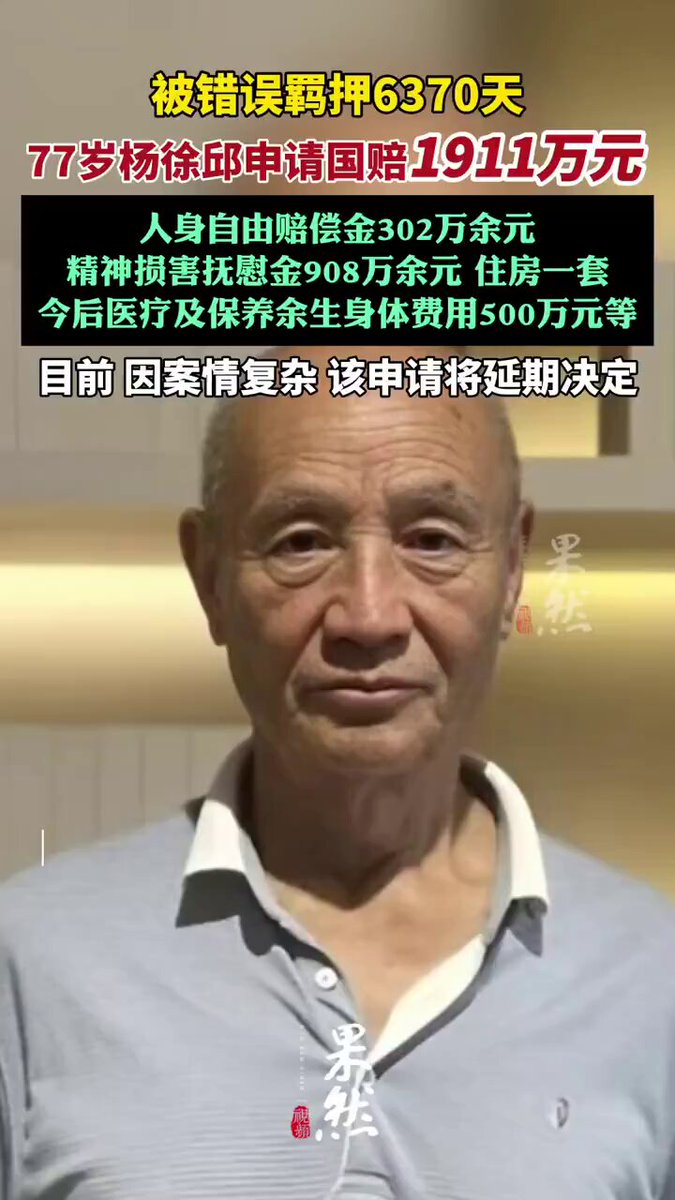 被错误羁押6370天
77岁杨徐邱申请国赔1911万元
人身自由赔偿金302万余元
精神损害抚慰金908万余元 住房一套
今后医疗及保养余生身体费用500万元等
目前 因案情复杂 该申请将延期决定
果然
视频
果然
视频